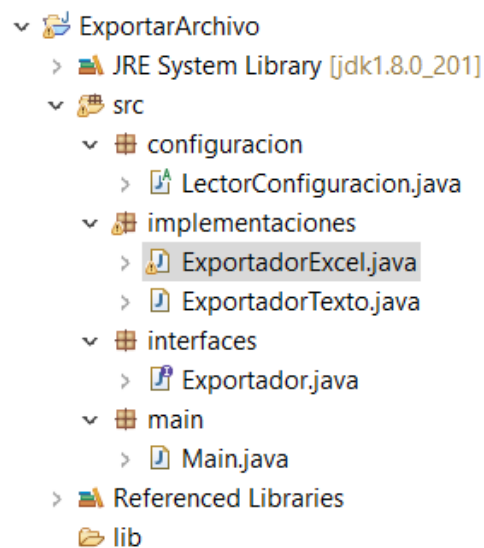 ExportarArchivo
JRE System Library [jdk1.8.0_201]
src
configuracion
LectorConfiguracion.java
implementaciones
ExportadorExcel.java
ExportadorTexto.java
interfaces
Exportador.java
main
Main.java
Referenced Libraries
lib